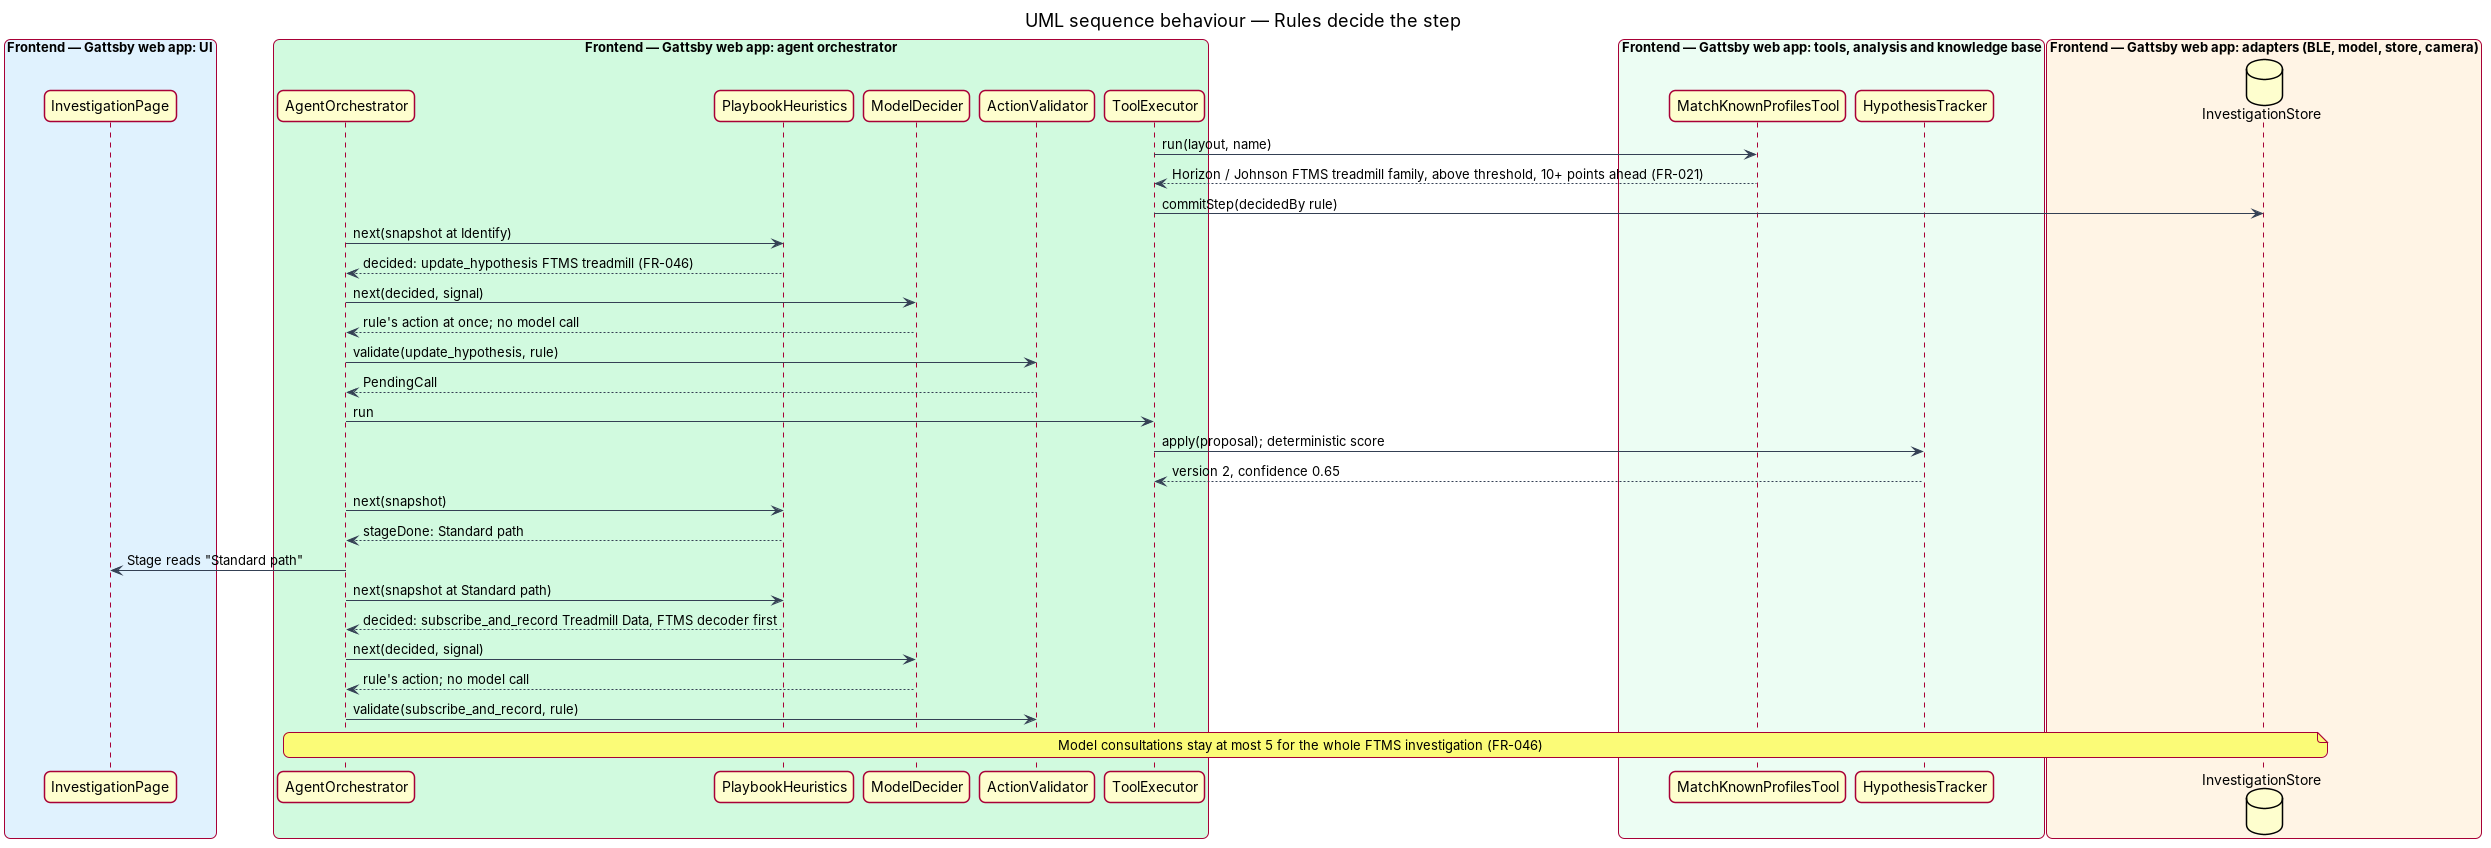 UML sequence behaviour — Rules decide the step
Frontend — Gattsby web app: UI
Frontend — Gattsby web app: agent orchestrator
Frontend — Gattsby web app: tools, analysis and knowledge base
Frontend — Gattsby web app: adapters (BLE, model, store, camera)
InvestigationPage
AgentOrchestrator
PlaybookHeuristics
ModelDecider
ActionValidator
ToolExecutor
MatchKnownProfilesTool
HypothesisTracker
InvestigationStore
run(layout, name)
Horizon / Johnson FTMS treadmill family, above threshold, 10+ points ahead (FR-021)
commitStep(decidedBy rule)
next(snapshot at Identify)
decided: update_hypothesis FTMS treadmill (FR-046)
next(decided, signal)
rule's action at once; no model call
validate(update_hypothesis, rule)
PendingCall
run
apply(proposal); deterministic score
version 2, confidence 0.65
next(snapshot)
stageDone: Standard path
Stage reads "Standard path"
next(snapshot at Standard path)
decided: subscribe_and_record Treadmill Data, FTMS decoder first
next(decided, signal)
rule's action; no model call
validate(subscribe_and_record, rule)
Model consultations stay at most 5 for the whole FTMS investigation (FR-046)
InvestigationPage
AgentOrchestrator
PlaybookHeuristics
ModelDecider
ActionValidator
ToolExecutor
MatchKnownProfilesTool
HypothesisTracker
InvestigationStore